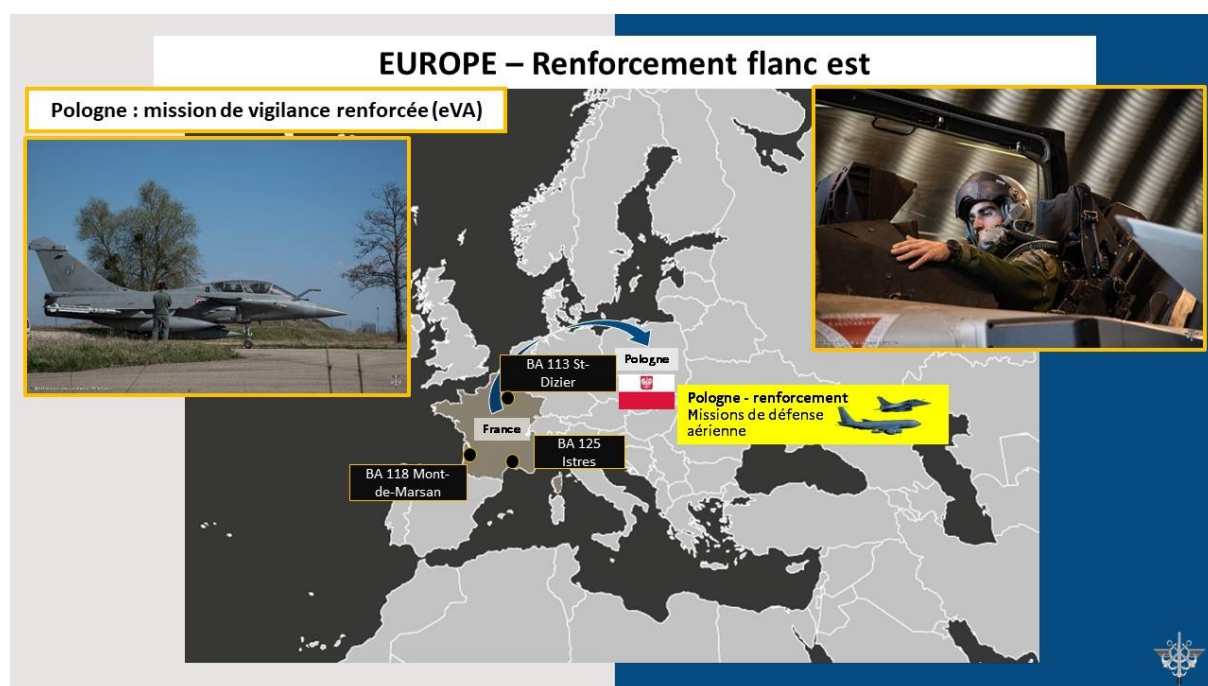 EUROPE – Renforcement flanc est
Pologne : mission de vigilance renforcée (eVA)
Pologne
BA 113 St-
Dizier
Pologne - renforcement
Missions de défense
aérienne
France
BA 125
Istres
BA 118 Mont-
de-Marsan